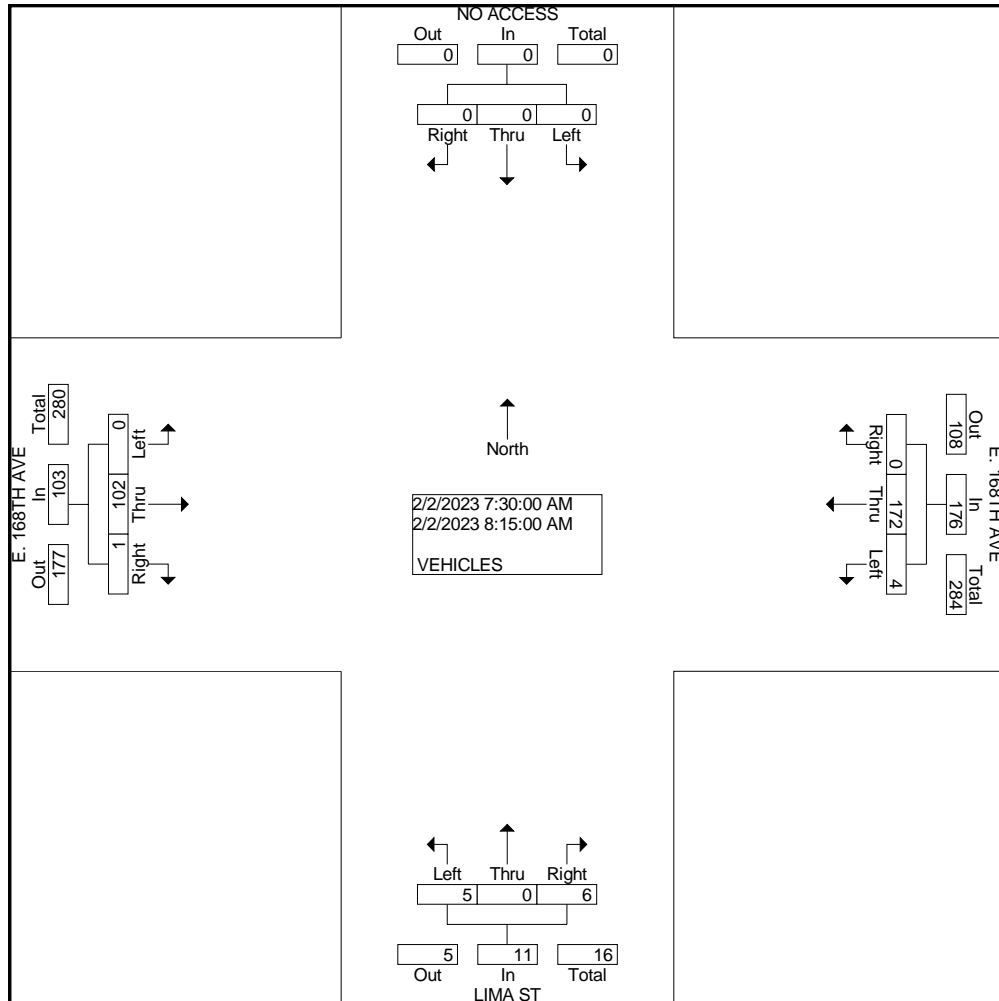 NO ACCESS
Out In Total
0 0 0
0 0 0
Right Thru Left
E. 168TH AVE
Total In Out
280 103 177
0 102 1
Left Thru Right
North
2/2/2023 7:30:00 AM
2/2/2023 8:15:00 AM
VEHICLES
Right Thru Left
0 172 4
108 176 284
Out In Total
E. 168TH AVE
Left Thru Right
5 0 6
5 11 16
Out In Total
LIMA ST